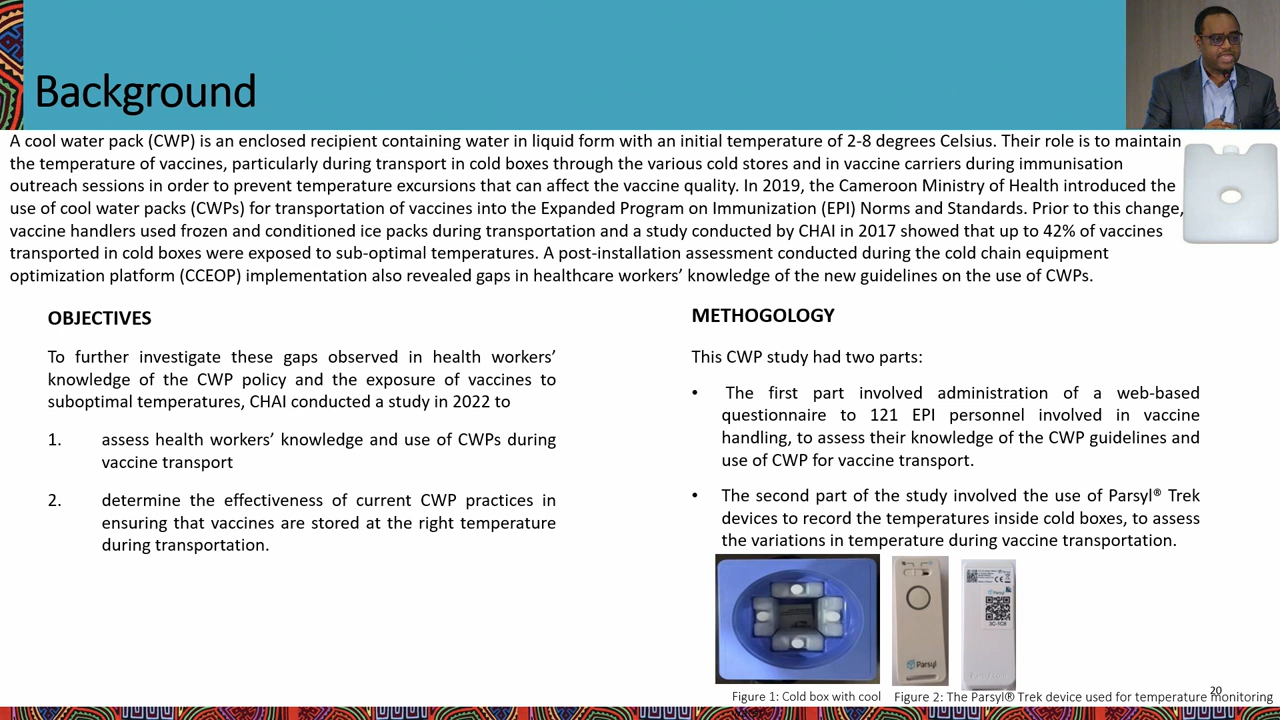 Background
A cool water pack (CWP) is an enclosed recipient containing water in liquid form with an initial temperature of 2-8 degrees Celsius. Their role is to maintain
the temperature of vaccines, particularly during transport in cold boxes through the various cold stores and in vaccine carriers during immunisation
outreach sessions in order to prevent temperature excursions that can affect the vaccine quality. In 2019, the Cameroon Ministry of Health introduced the
use of cool water packs (CWPs) for transportation of vaccines into the Expanded Program on Immunization (EPI) Norms and Standards. Prior to this change,
vaccine handlers used frozen and conditioned ice packs during transportation and a study conducted by CHAI in 2017 showed that up to 42% of vaccines
transported in cold boxes were exposed to sub-optimal temperatures. A post-installation assessment conducted during the cold chain equipment
optimization platform (CCEOP) implementation also revealed gaps in healthcare workers’ knowledge of the new guidelines on the use of CWPs.
OBJECTIVES
To further investigate these gaps observed in health workers’
knowledge of the CWP policy and the exposure of vaccines to
suboptimal temperatures, CHAI conducted a study in 2022 to
1. assess health workers’ knowledge and use of CWPs during
vaccine transport
2. determine the effectiveness of current CWP practices in
ensuring that vaccines are stored at the right temperature
during transportation.
METHOGOLOGY
This CWP study had two parts:
• The first part involved administration of a web-based
questionnaire to 121 EPI personnel involved in vaccine
handling, to assess their knowledge of the CWP guidelines and
use of CWP for vaccine transport.
• The second part of the study involved the use of Parsyl® Trek
devices to record the temperatures inside cold boxes, to assess
the variations in temperature during vaccine transportation.
Parsyl
Parsyl
3C-1C8
Figure 1: Cold box with cool
Figure 2: The Parsyl® Trek device used for temperature monitoring
20